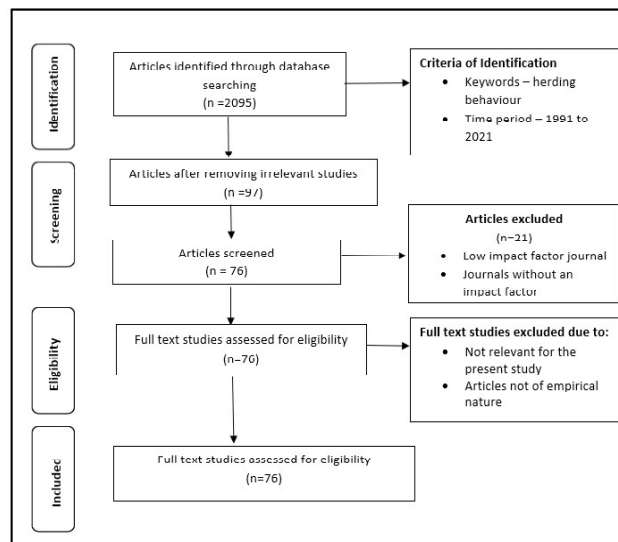 Identification
Articles identified through database
searching
(n =2095)
Criteria of Identification
• Keywords – herding
behaviour
• Time period – 1991 to
2021
Screening
Articles after removing irrelevant studies
(n =97)
Articles screened
(n = 76)
Articles excluded
(n=21)
• Low impact factor journal
• Journals without an
impact factor
Eligibility
Full text studies assessed for eligibility
(n=76)
Full text studies excluded due to:
• Not relevant for the
present study
• Articles not of empirical
nature
Included
Full text studies assessed for eligibility
(n=76)